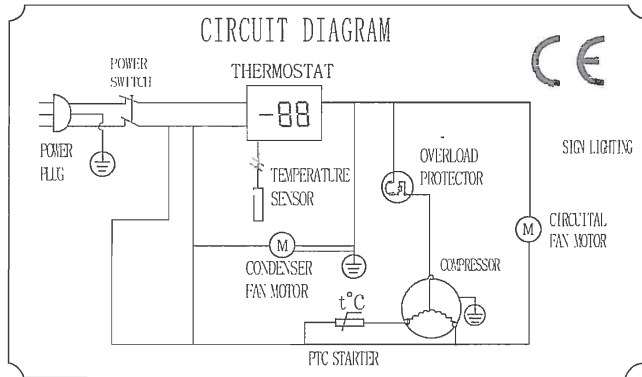 CIRCUIT DIAGRAM
CE
POWER
SWITCH
THERMOSTAT
-88
POWER
PLUG
TEMPERATURE
SENSOR
OVERLOAD
PROTECTOR
SIGN LIGHTING
M
CIRCUITAL
FAN MOTOR
M
CONDENSER
FAN MOTOR
COMPRESSOR
t°C
PTC STARTER